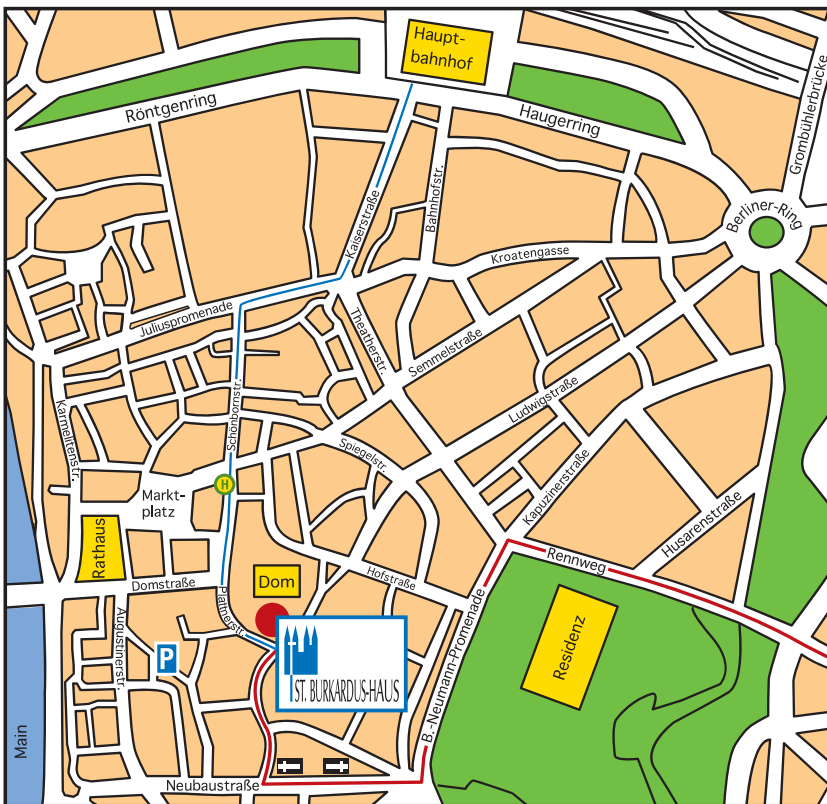 Haupt-
bahnhof
Röntgenring
Haugerring
Grombühlerbrücke
Berliner-Ring
Kaiserstraße
Bahnhofstr.
Kroatengasse
Juliuspromenade
Theatherstr.
Semmelstraße
Ludwigstraße
Karmelitenstr.
Schönbornstr.
Spiegelstr.
Kapuzinerstraße
H
Markt-
platz
Husarenstraße
Rathaus
Rennweg
Domstraße
Dom
Hofstraße
Plattnerstr.
Augustinerstr.
P
ST. BURKARDUS-HAUS
B.-Neumann-Promenade
Residenz
Main
Neubaustraße